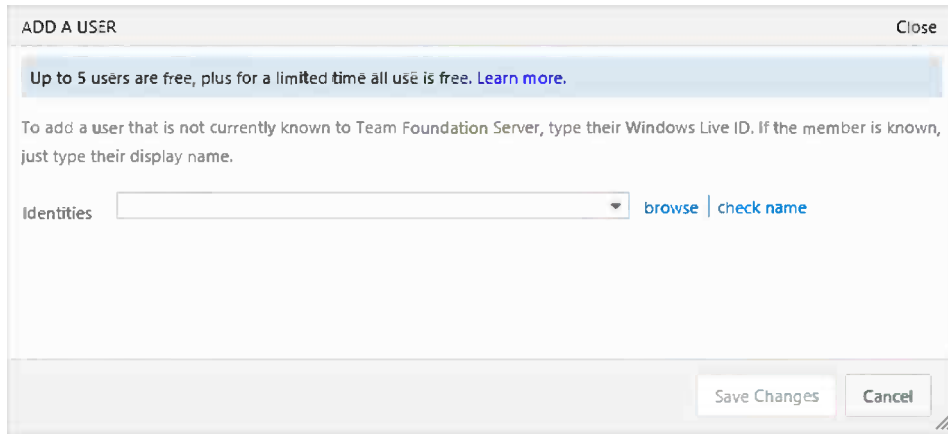 ADD A USER Close
Up to 5 users are free, plus for a limited time all use is free. Learn more.
To add a user that is not currently known to Team Foundation Server, type their Windows Live ID. If the member is known,
just type their display name.
Identities browse check name
Save Changes Cancel